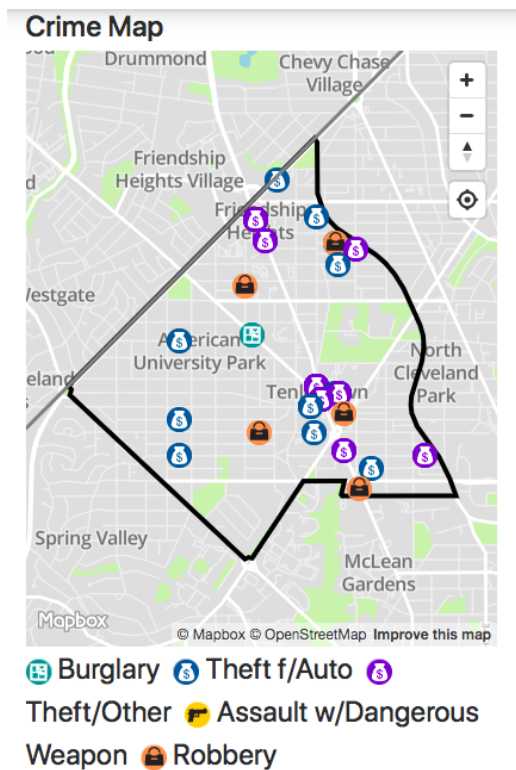 Crime Map
Drummond
Chevy Chase
Village
Friendship
Heights Village
Friendship
Heights
Westgate
American
University Park
North
Cleveland
Park
Tenleytown
Spring Valley
McLean
Gardens
Mapbox
© Mapbox © OpenStreetMap Improve this map
Burglary Theft f/Auto
Theft/Other Assault w/Dangerous
Weapon Robbery